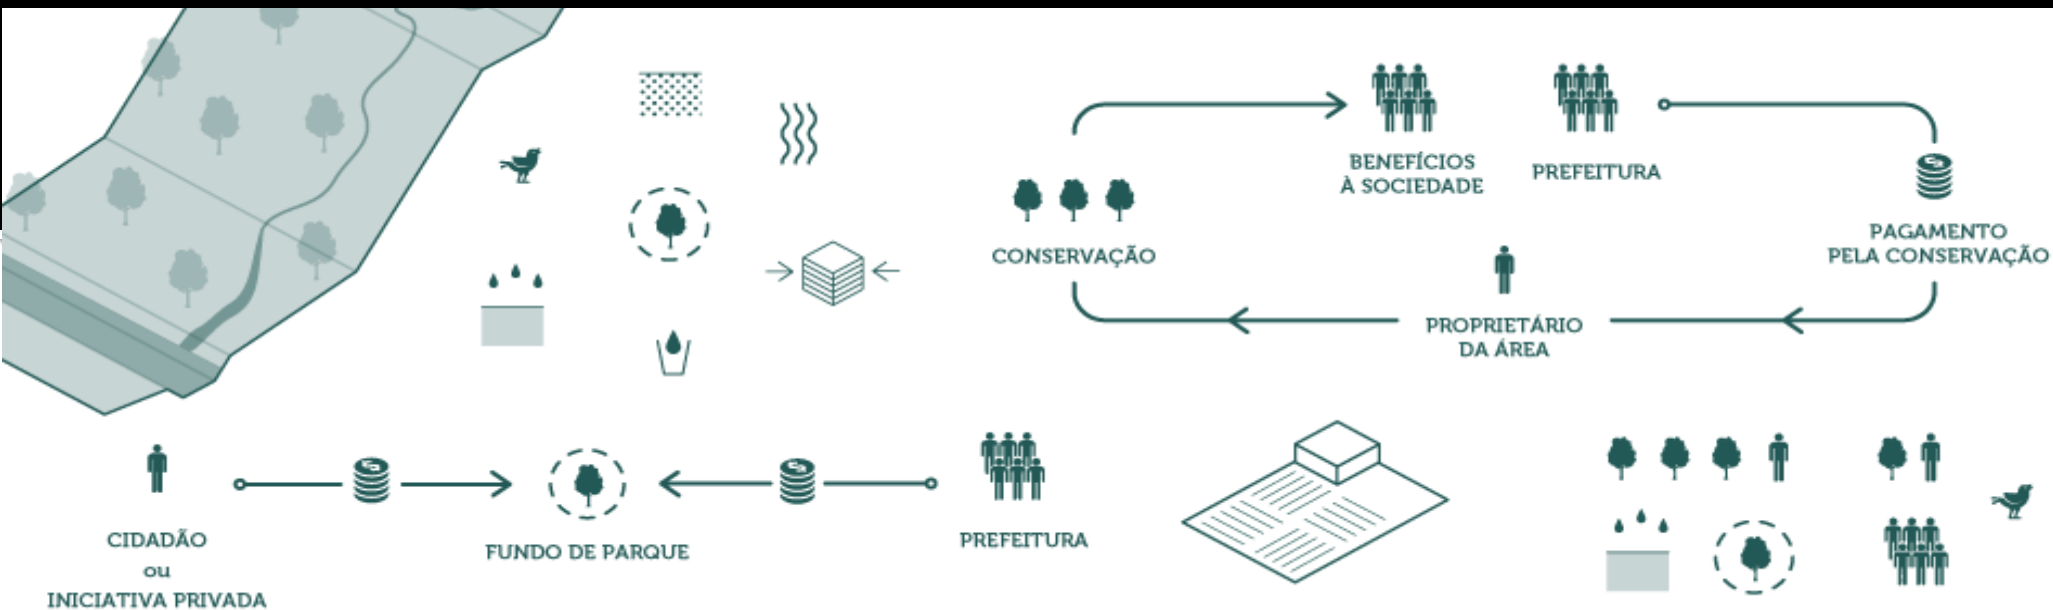 BENEFÍCIOS
À SOCIEDADE
PREFEITURA
CONSERVAÇÃO
PAGAMENTO
PELA CONSERVAÇÃO
PROPRIETÁRIO
DA ÁREA
CIDADÃO
ou
INICIATIVA PRIVADA
FUNDO DE PARQUE
PREFEITURA